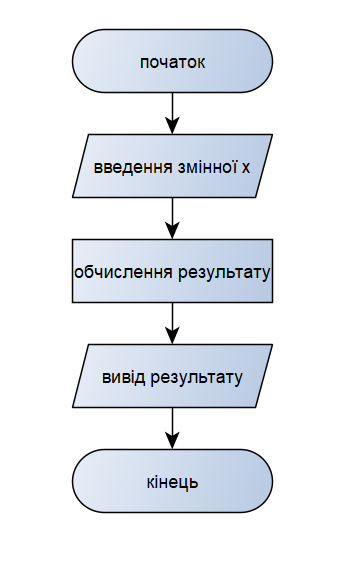 початок
введення змінної x
обчислення результату
вивід результату
кінець